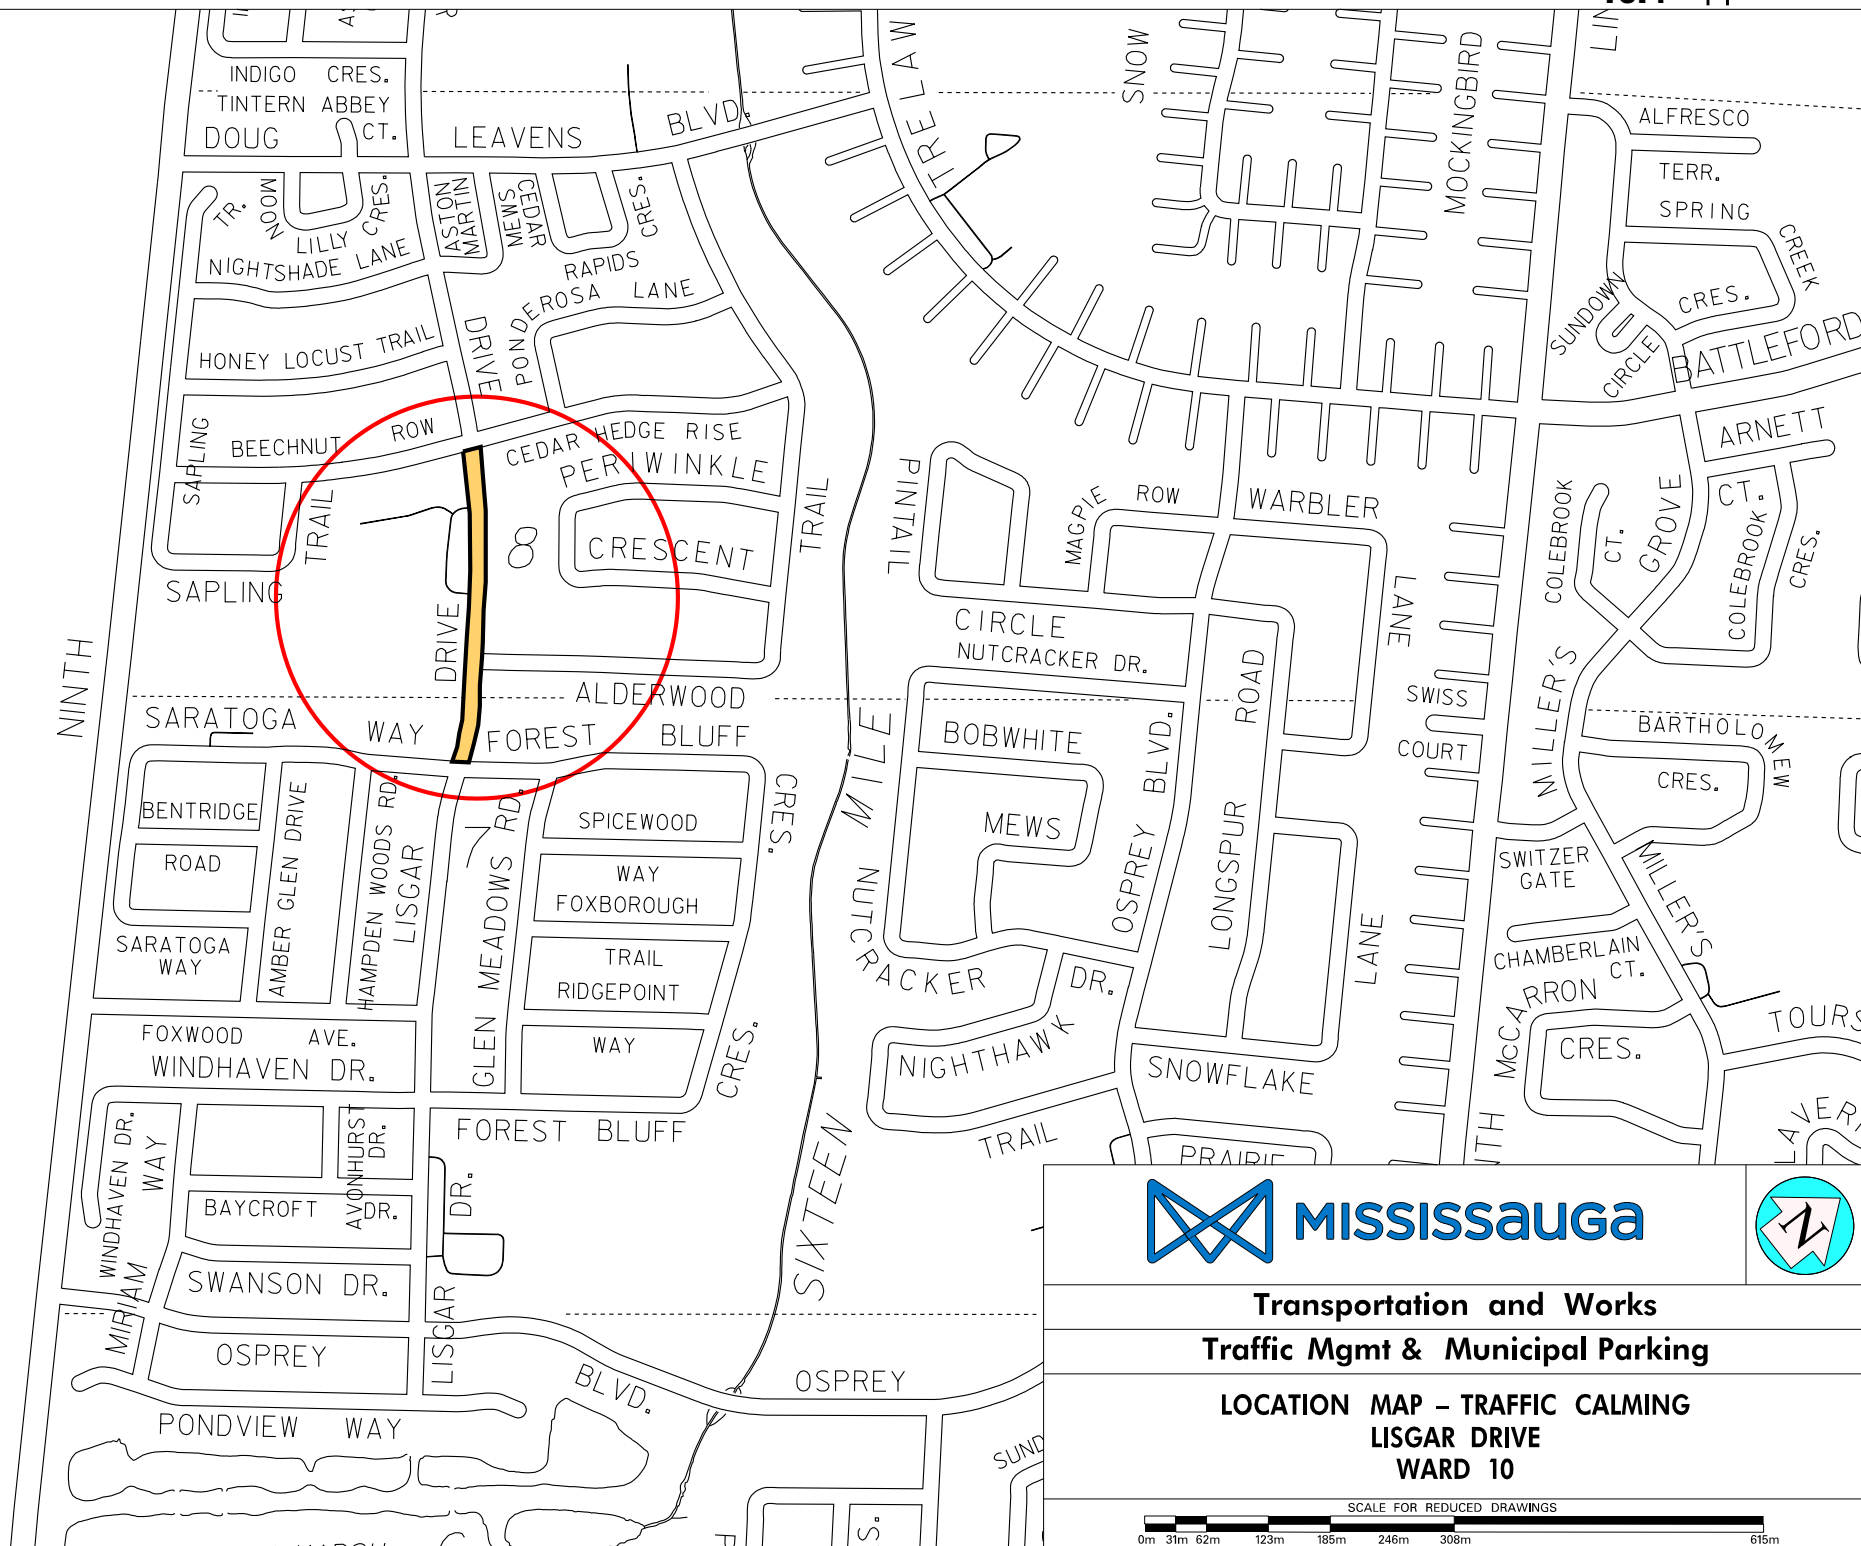 INDIGO CRES.
TINTERN ABBEY
CT.
DOUG
LEAVENS
BLVD.
TRELAW
SNOW
MOCKINGBIRD
LIN
ALFRESCO
TERR.
SPRING
CREEK
CRES.
SUNDOWN
CIRCLE
BATTLEFORD
ARNETT
CT.
TR.
MOON
LILLY
CRES.
ASTON
MARTIN
CEDAR
MEWS
CRES.
RAPIDS
NIGHTSHADE LANE
PONDEROSA LANE
HONEY LOCUST TRAIL
DRIVE
SAPLING
BEECHNUT ROW
CEDAR HEDGE RISE
PERIWINKLE
CRESCENT
TRAIL
TRAIL
SAPLING
8
DRIVE
ALDERWOOD
NINTH
SARATOGA
WAY
FOREST BLUFF
CRES.
PINTAIL
MAGPIE
ROW
WARBLER
LANE
CIRCLE
NUTCRACKER DR.
ROAD
COLEBROOK
CT.
GROVE
COLEBROOK
CRES.
SWISS
COURT
MILLER'S
BARTHOLOMEW
CRES.
BENTRIDGE
ROAD
SARATOGA
WAY
AMBER GLEN DRIVE
HAMPDEN WOODS RD.
LISGAR
7
GLEN MEADOWS RD.
SPICEWOOD
WAY
FOXBOROUGH
TRAIL
RIDGEPOINT
WAY
CRES.
MILE
BOBWHITE
MEWS
OSPREY BLVD.
LONGSPUR
LANE
NUTCRACKER
DR.
NIGHTHAWK
TRAIL
SNOWFLAKE
PRAIRIE
SWITZER
GATE
MILLER'S
CHAMBERLAIN
CT.
McCARRON
CRES.
TOURS
LAVER
NTH
FOXWOOD AVE.
WINDHAVEN DR.
FOREST BLUFF
WINDHAVEN DR.
WAY
MIRIAM
AVONHURST
DR.
BAYCROFT DR.
SWANSON DR.
DR.
LISGAR
OSPREY
BLVD.
OSPREY
PONDVIEW WAY
SIXTEEN
SUND
S.
MISSISSAUGA
N
Transportation and Works
Traffic Mgmt & Municipal Parking
LOCATION MAP – TRAFFIC CALMING
LISGAR DRIVE
WARD 10
SCALE FOR REDUCED DRAWINGS
0m 31m 62m 123m 185m 246m 308m 615m